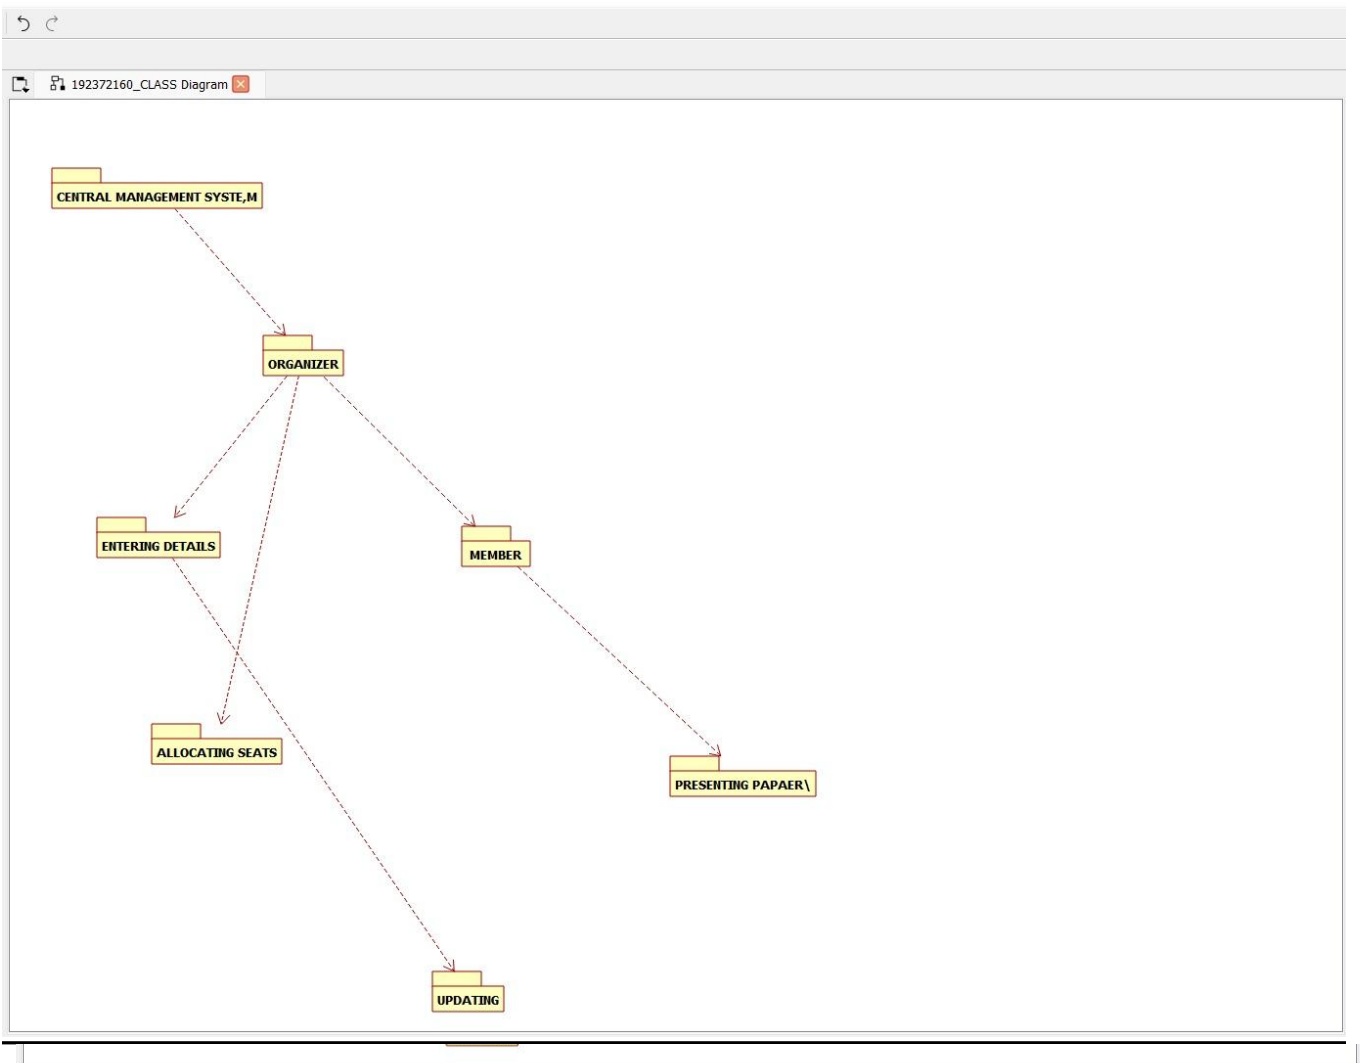 192372160_CLASS Diagram
CENTRAL MANAGEMENT SYSTE,M
ORGANIZER
ENTERING DETAILS
MEMBER
ALLOCATING SEATS
PRESENTING PAPAER\
UPDATING